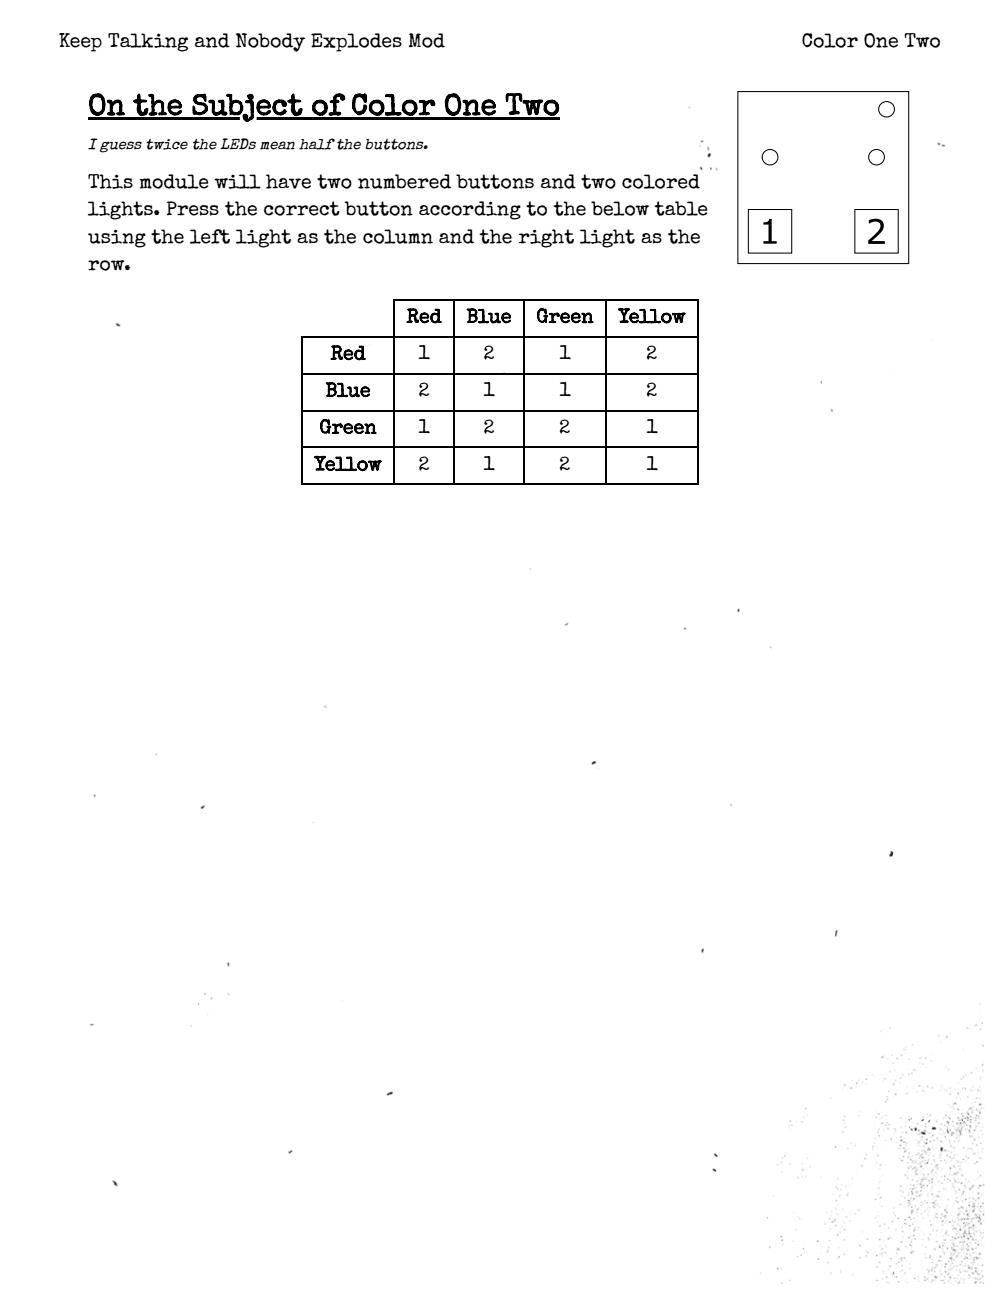 Keep Talking and Nobody Explodes Mod
Color One Two
On the Subject of Color One Two
I guess twice the LEDs mean half the buttons.
This module will have two numbered buttons and two colored
lights. Press the correct button according to the below table
using the left light as the column and the right light as the
row.
1 2
Red Blue Green Yellow
Red 1 2 1 2
Blue 2 1 1 2
Green 1 2 2 1
Yellow 2 1 2 1